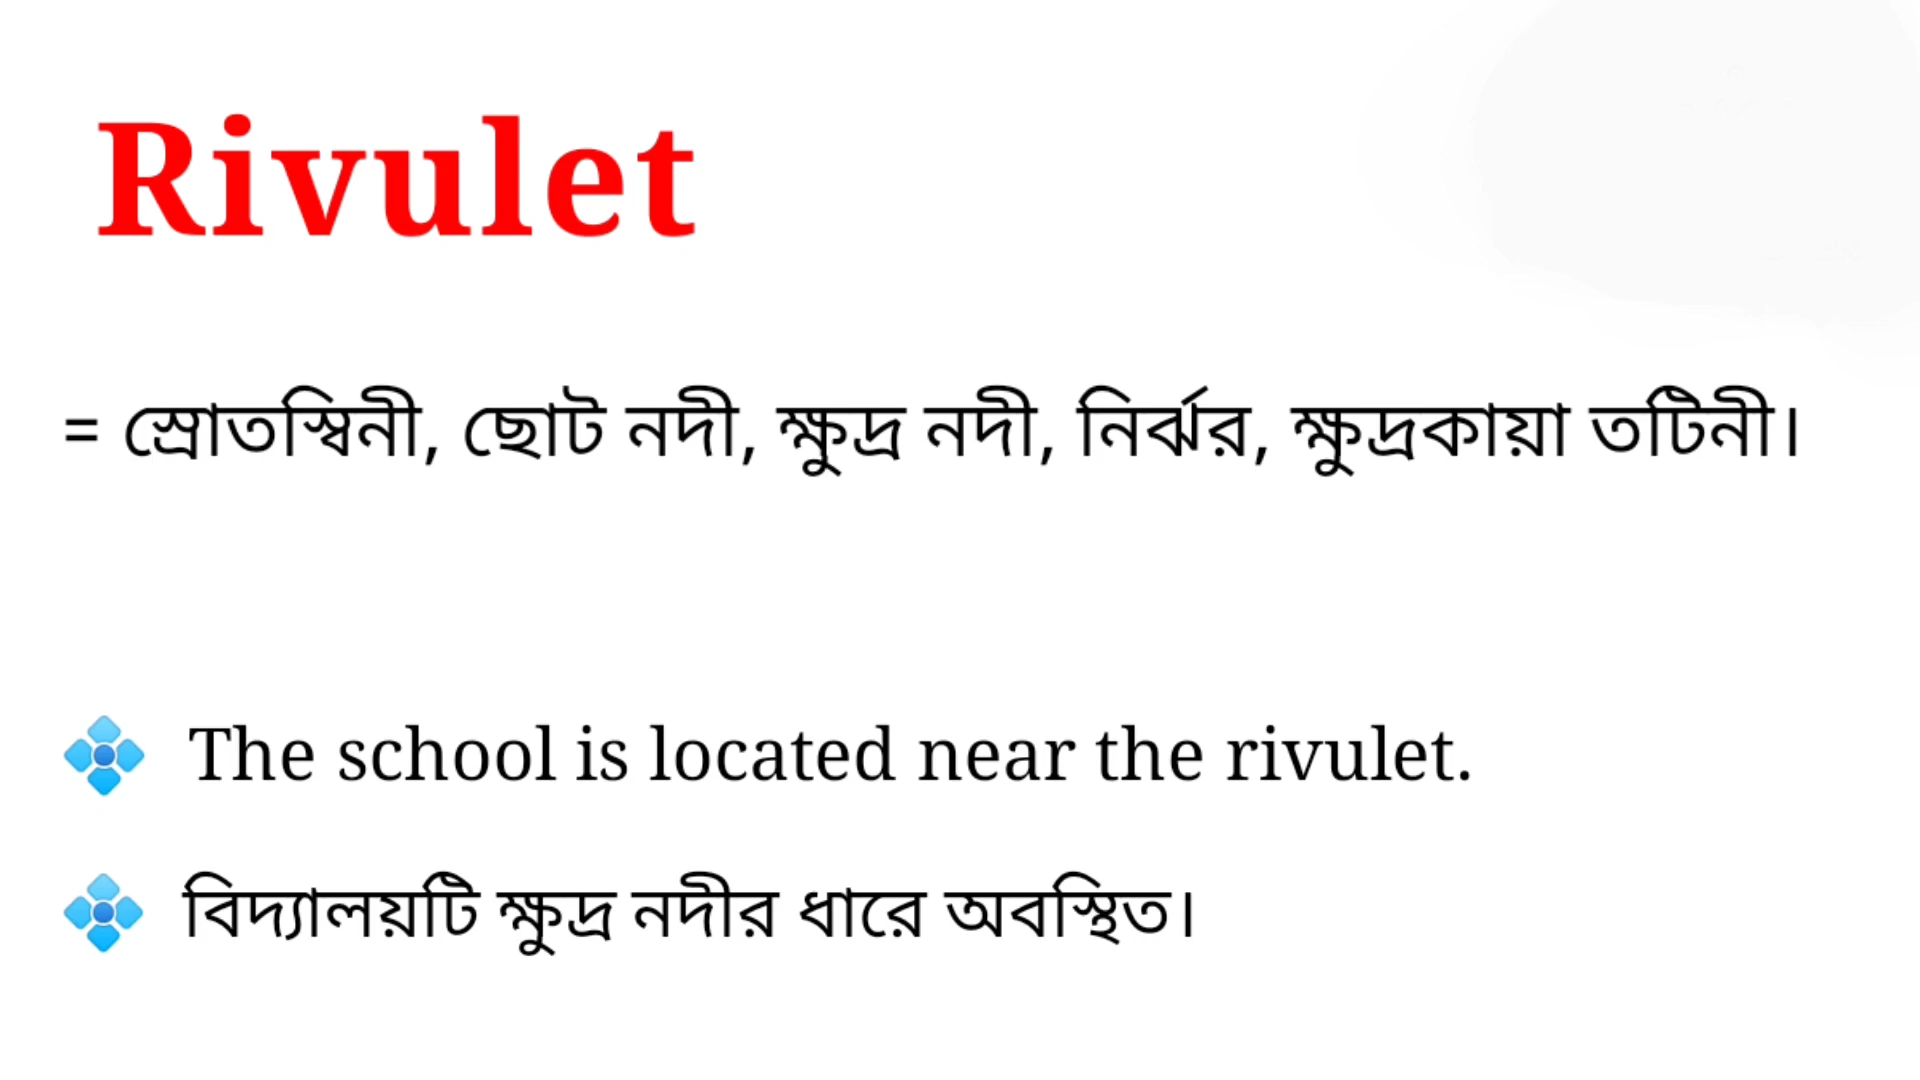 Rivulet
= স্রোতস্বিনী, ছোট নদী, ক্ষুদ্র নদী, নির্ঝর, ক্ষুদ্রকায়া তটিনী।
The school is located near the rivulet.
বিদ্যালয়টি ক্ষুদ্র নদীর ধারে অবস্থিত।